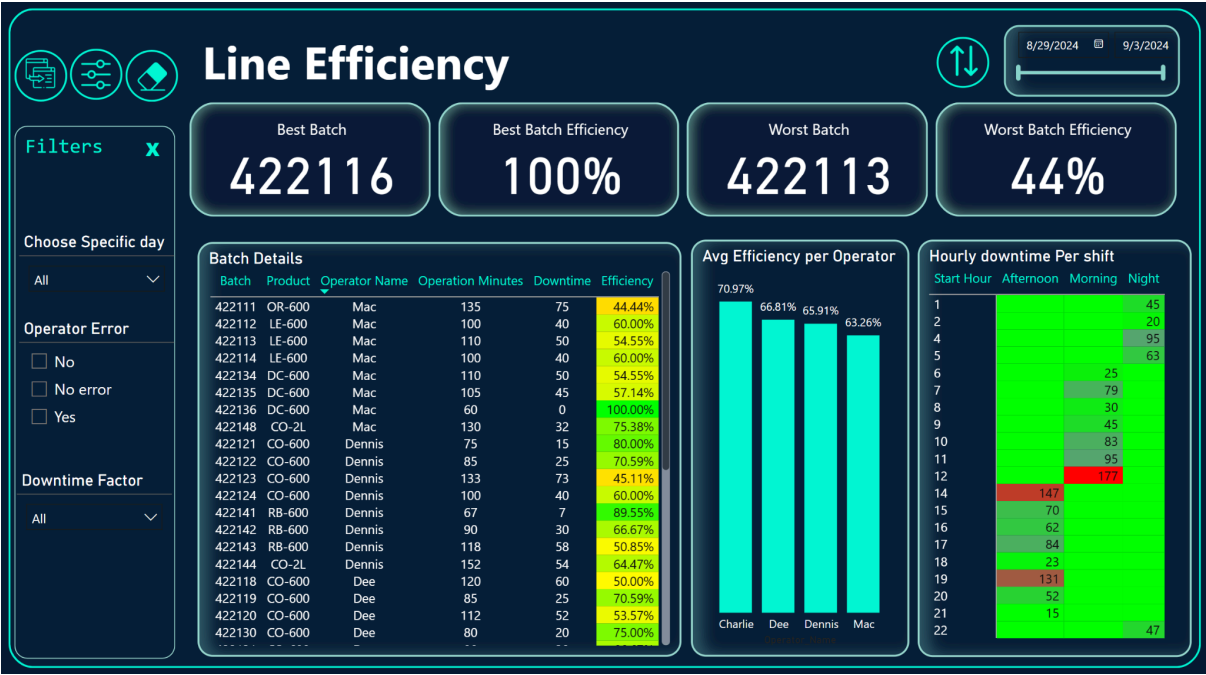 Line Efficiency
8/29/2024 9/3/2024
Filters X
Choose Specific day
All
Operator Error
No
No error
Yes
Downtime Factor
All
Best Batch
422116
Best Batch Efficiency
100%
Worst Batch
422113
Worst Batch Efficiency
44%
Batch Details
Batch Product Operator Name Operation Minutes Downtime Efficiency
422111 OR-600 Mac 135 75 44.44%
422112 LE-600 Mac 100 40 60.00%
422113 LE-600 Mac 110 50 54.55%
422114 LE-600 Mac 100 40 60.00%
422134 DC-600 Mac 110 50 54.55%
422135 DC-600 Mac 105 45 57.14%
422136 DC-600 Mac 60 0 100.00%
422148 CO-2L Mac 130 32 75.38%
422121 CO-600 Dennis 75 15 80.00%
422122 CO-600 Dennis 85 25 70.59%
422123 CO-600 Dennis 133 73 45.11%
422124 CO-600 Dennis 100 40 60.00%
422141 RB-600 Dennis 67 7 89.55%
422142 RB-600 Dennis 90 30 66.67%
422143 RB-600 Dennis 118 58 50.85%
422144 CO-2L Dennis 152 54 64.47%
422118 CO-600 Dee 120 60 50.00%
422119 CO-600 Dee 85 25 70.59%
422120 CO-600 Dee 112 52 53.57%
422130 CO-600 Dee 80 20 75.00%
Avg Efficiency per Operator
70.97%
66.81%
65.91%
63.26%
Charlie Dee Dennis Mac
Hourly downtime Per shift
Start Hour Afternoon Morning Night
1 45
2 20
4 95
5 63
6 25
7 79
8 30
9 45
10 83
11 95
12 177
14 147
15 70
16 62
17 84
18 23
19 131
20 52
21 15
22 47